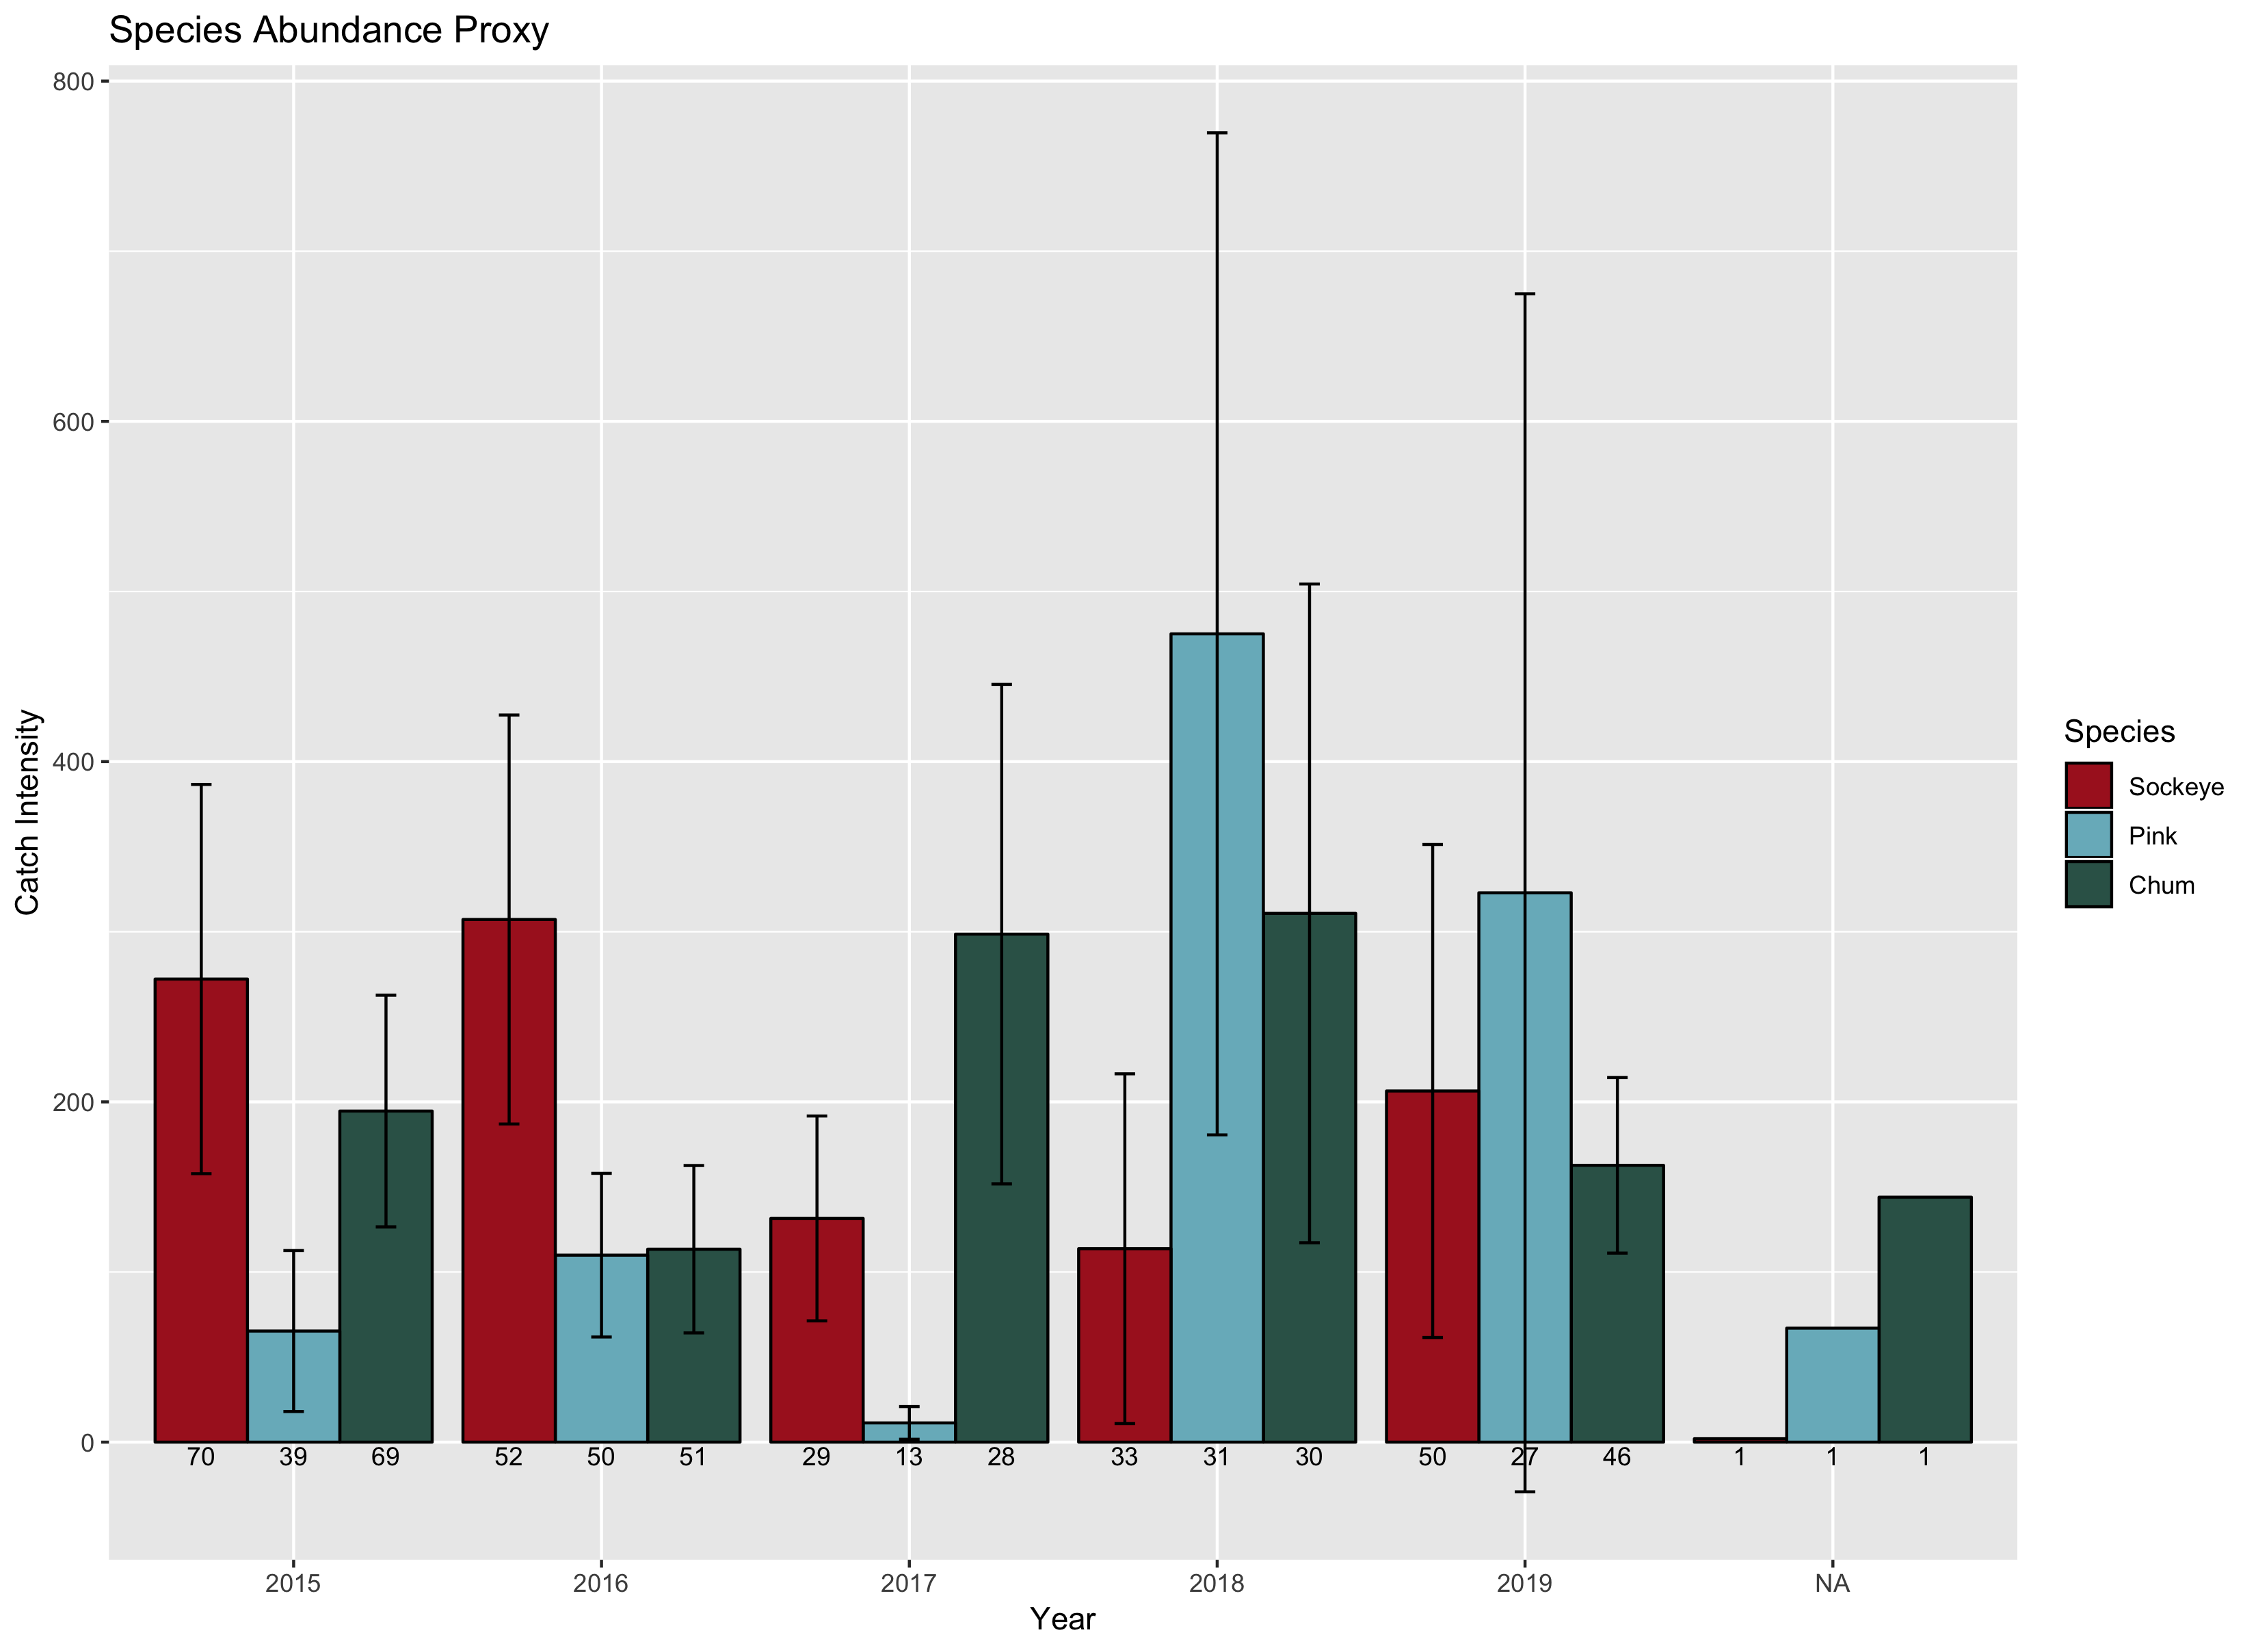 Species Abundance Proxy
800
600
400
200
0
Catch Intensity
70 39 69 52 50 51 29 13 28 33 31 30 50 27 46 1 1 1
2015 2016 2017 2018 2019 NA
Year
Species
Sockeye
Pink
Chum